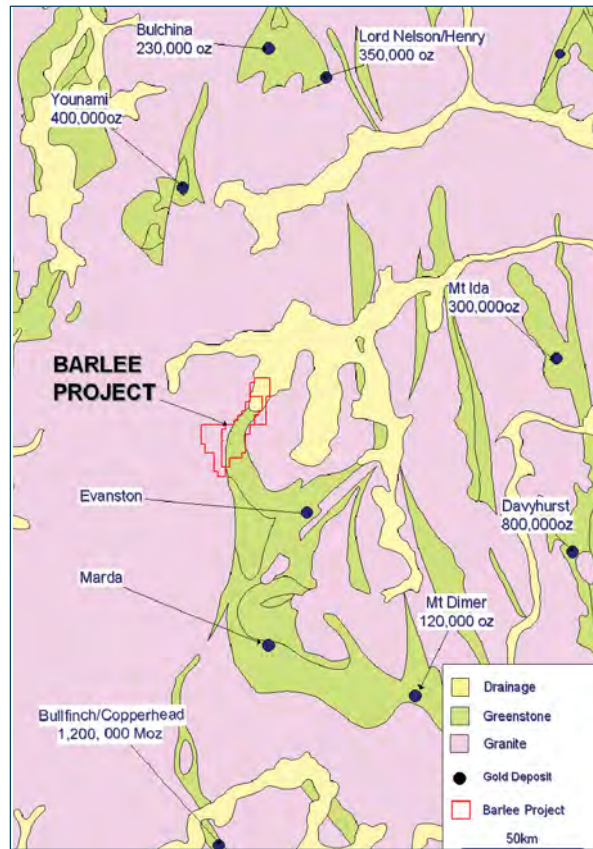 Bulchina
230,000 oz
Lord Nelson/Henry
350,000 oz
Younami
400,000oz
Mt Ida
300,000oz
BARLEE
PROJECT
Evanston
Davyhurst
800,000oz
Marda
Mt Dimer
120,000 oz
Bullfinch/Copperhead
1,200, 000 Moz
Drainage
Greenstone
Granite
Gold Deposit
Barlee Project
50km